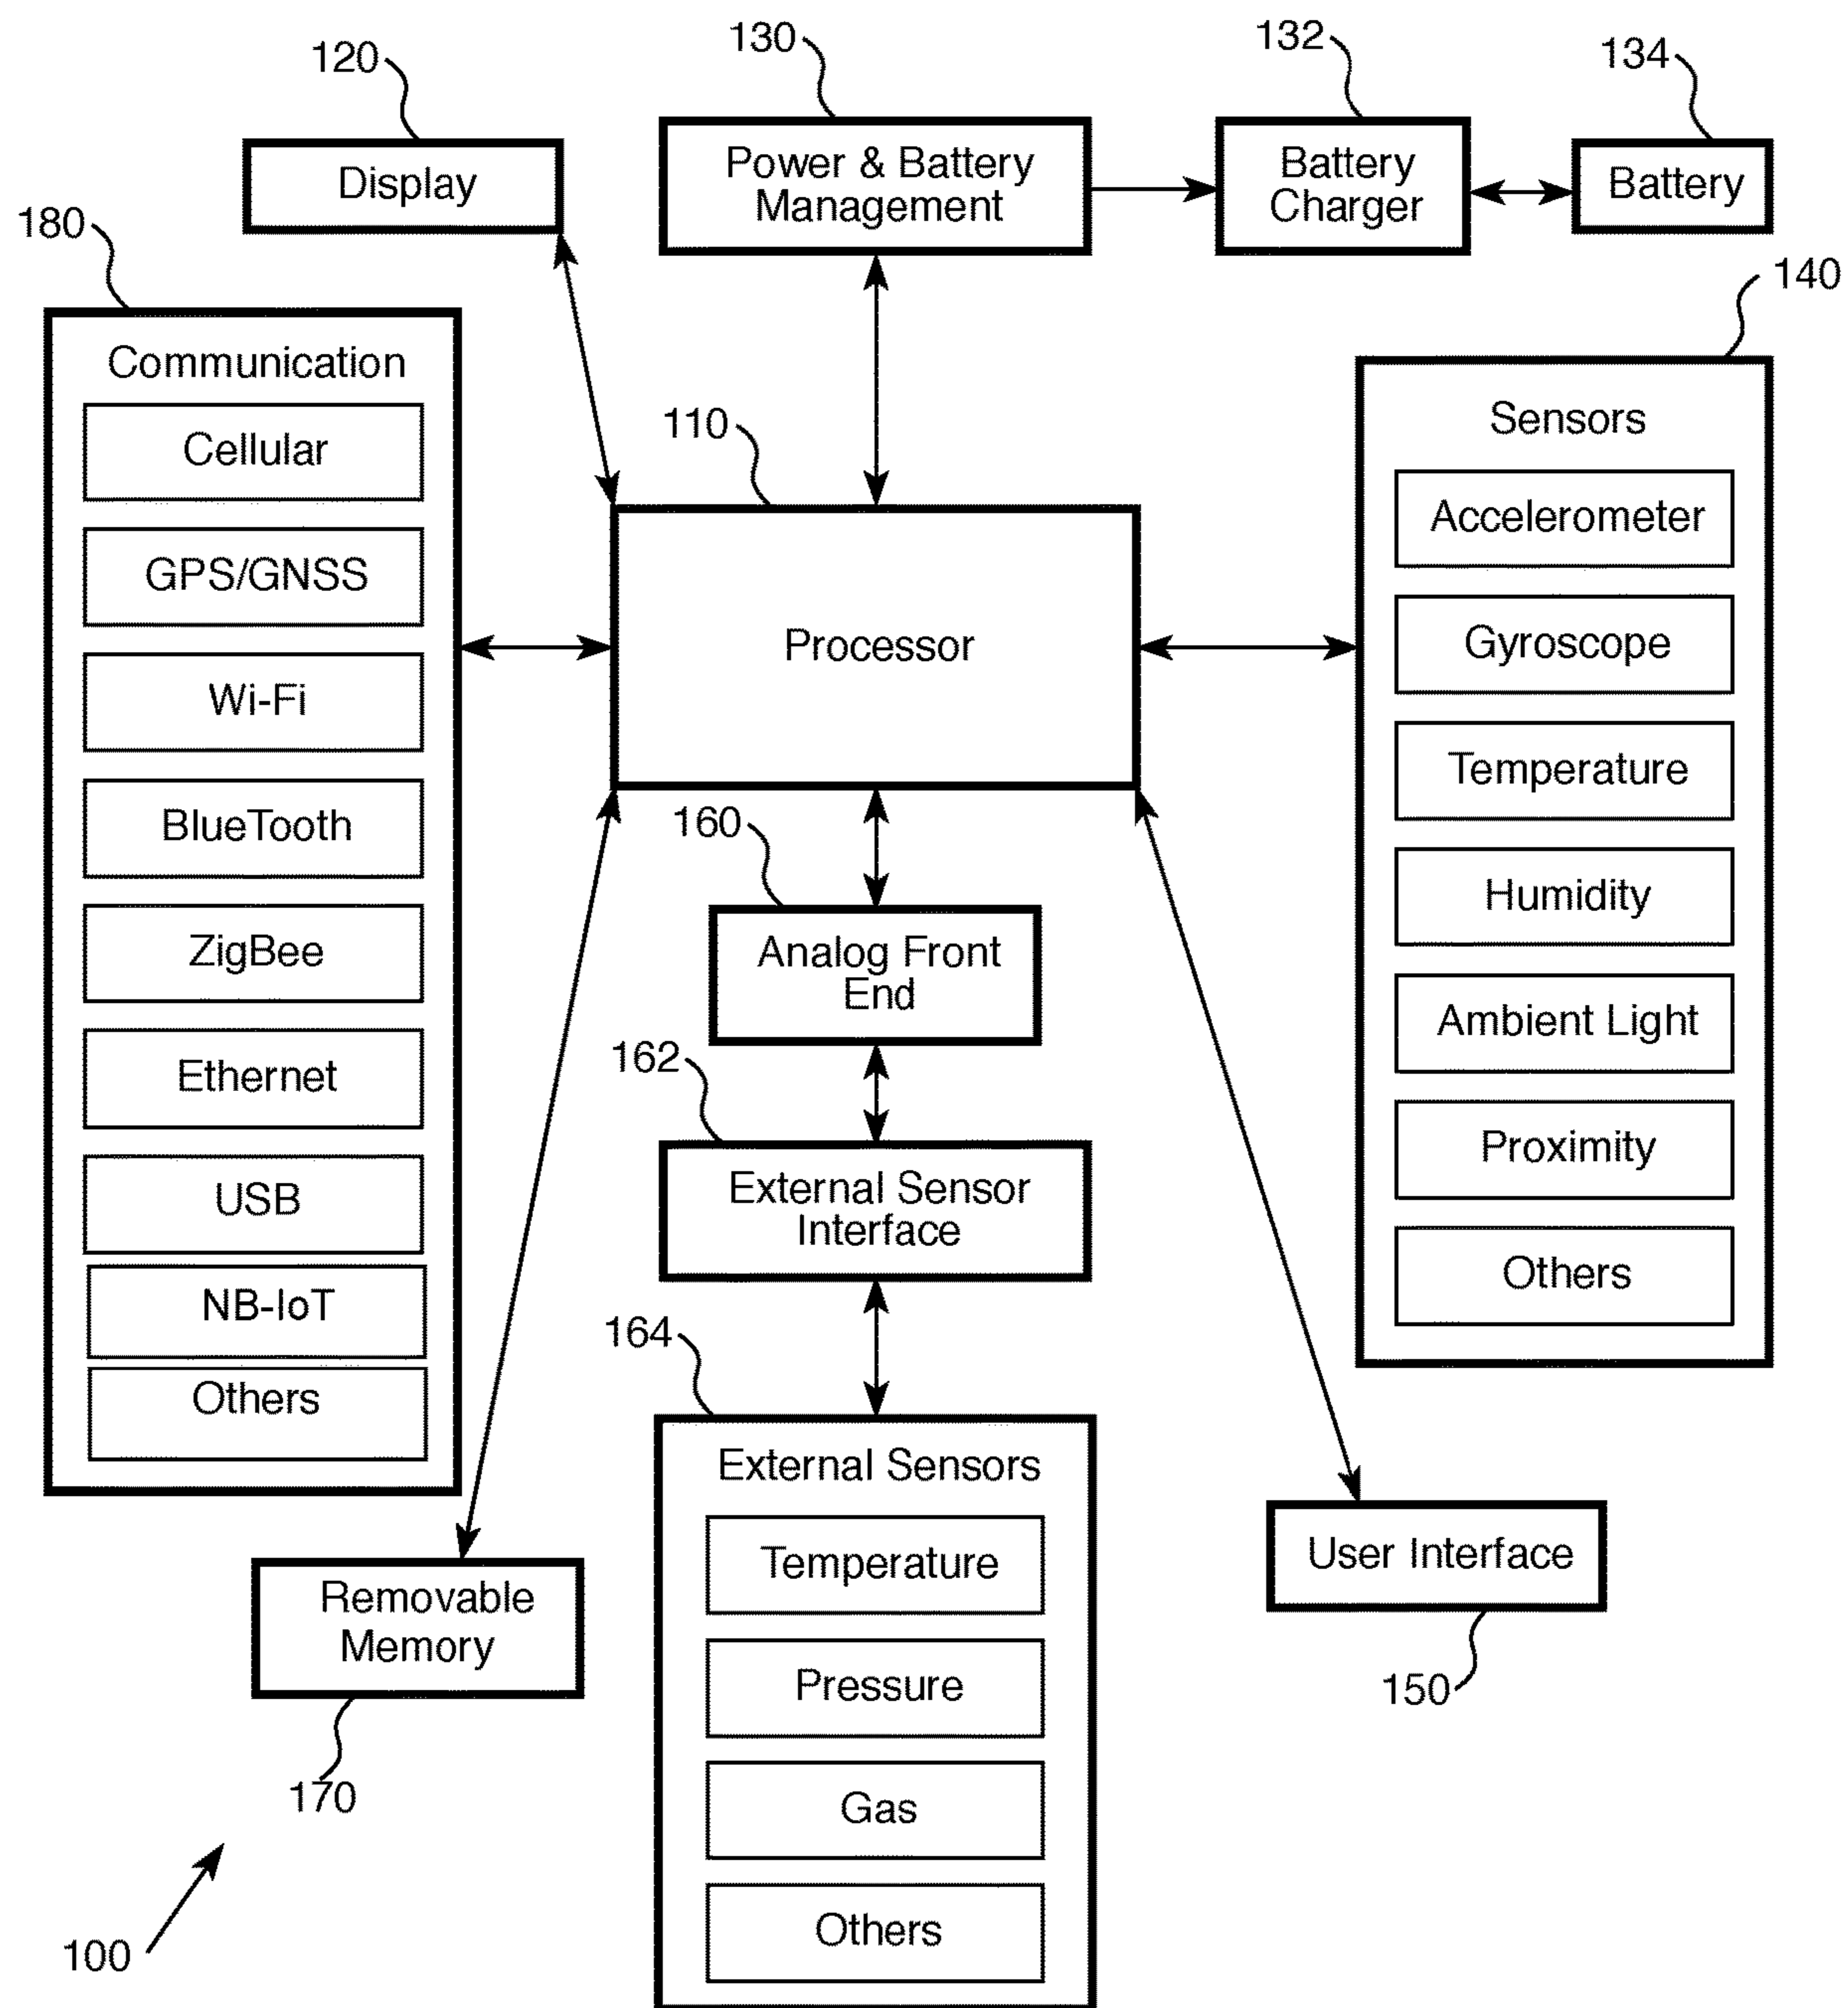 120
130
132
134
Display
Power & Battery
Management
Battery
Charger
Battery
180
140
Communication
Cellular
GPS/GNSS
Wi-Fi
BlueTooth
ZigBee
Ethernet
USB
NB-IoT
Others
110
Processor
Sensors
Accelerometer
Gyroscope
Temperature
Humidity
Ambient Light
Proximity
Others
160
Analog Front
End
162
External Sensor
Interface
164
External Sensors
Temperature
Pressure
Gas
Others
Removable
Memory
170
User Interface
150
100